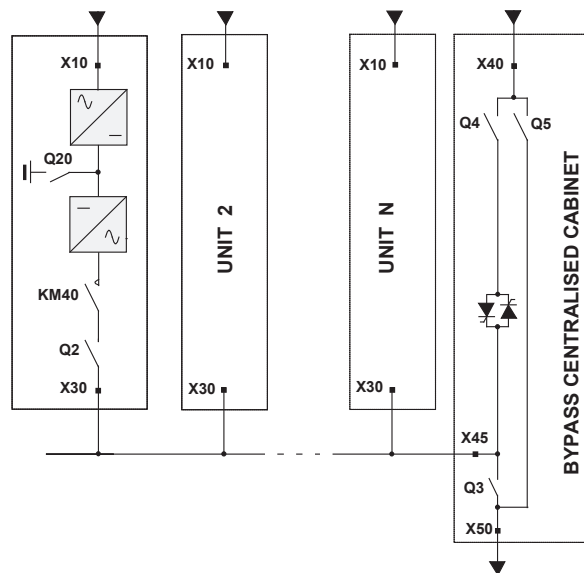 X10
Q20
KM40
Q2
X30
X10
UNIT 2
X30
X10
UNIT N
X30
X40
Q4
Q5
X45
Q3
X50
BYPASS CENTRALISED CABINET